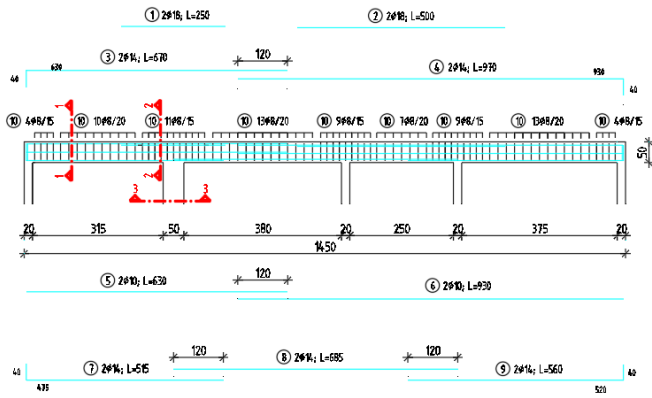 ① 2Ø18; L=250 ② 2Ø18; L=500
③ 2Ø14; L=670 120
40 630 ④ 2Ø14; L=970 930 40
⑩ 4Ø8/15 ⑩ 10Ø8/20 ⑩ 11Ø8/15 ⑩ 13Ø8/20 ⑩ 9Ø8/15 ⑩ 7Ø8/20 ⑩ 9Ø8/15 ⑩ 13Ø8/20 ⑩ 4Ø8/15
1 2
50
1 2
3 3
20 315 50 380 20 250 20 375 20
1450
⑤ 2Ø10; L=630 120
⑥ 2Ø10; L=930
120 120
40 ⑦ 2Ø14; L=515 ⑧ 2Ø14; L=685 ⑨ 2Ø14; L=560 40
475 520